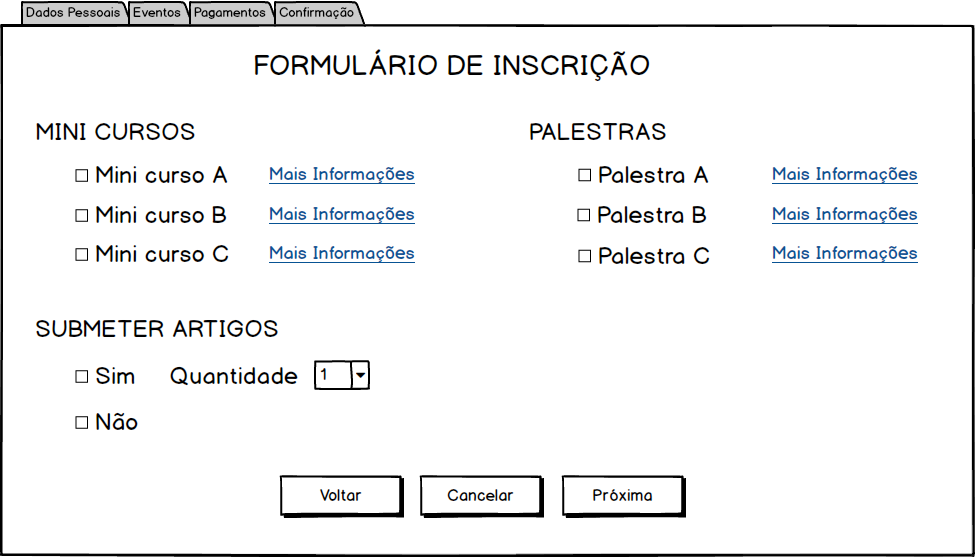 Dados Pessoais Eventos Pagamentos Confirmação
FORMULÁRIO DE INSCRIÇÃO
MINI CURSOS
Mini curso A Mais Informações
Mini curso B Mais Informações
Mini curso C Mais Informações
PALESTRAS
Palestra A Mais Informações
Palestra B Mais Informações
Palestra C Mais Informações
SUBMETER ARTIGOS
Sim Quantidade 1
Não
Voltar Cancelar Próxima